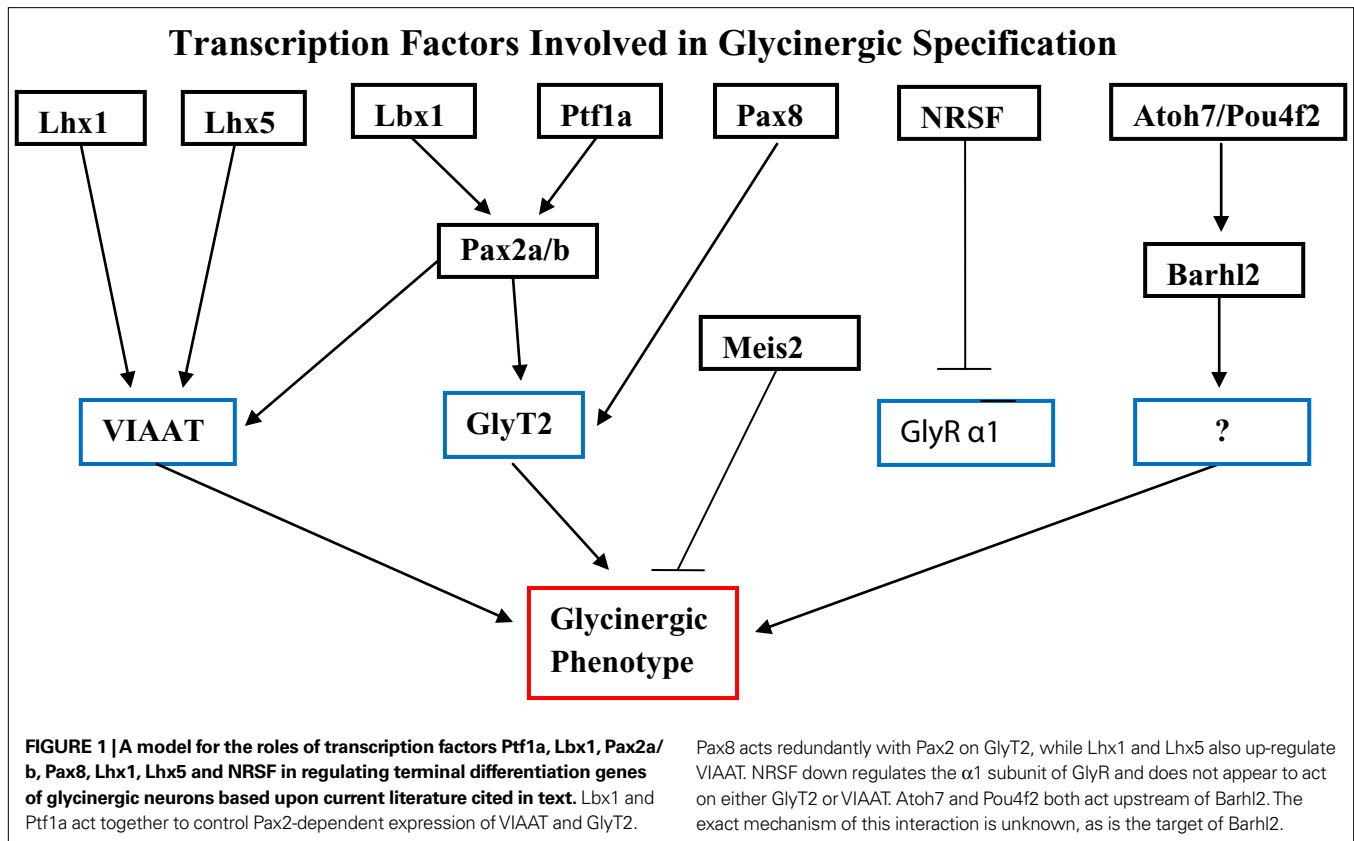 Transcription Factors Involved in Glycinergic Specification
Lhx1
Lhx5
Lbx1
Ptf1a
Pax8
NRSF
Atoh7/Pou4f2
Pax2a/b
Barhl2
Meis2
VIAAT
GlyT2
GlyR α1
?
Glycinergic
Phenotype
FIGURE 1 | A model for the roles of transcription factors Ptf1a, Lbx1, Pax2a/
b, Pax8, Lhx1, Lhx5 and NRSF in regulating terminal differentiation genes
of glycinergic neurons based upon current literature cited in text. Lbx1 and
Ptf1a act together to control Pax2-dependent expression of VIAAT and GlyT2.
Pax8 acts redundantly with Pax2 on GlyT2, while Lhx1 and Lhx5 also up-regulate
VIAAT. NRSF down regulates the α1 subunit of GlyR and does not appear to act
on either GlyT2 or VIAAT. Atoh7 and Pou4f2 both act upstream of Barhl2. The
exact mechanism of this interaction is unknown, as is the target of Barhl2.